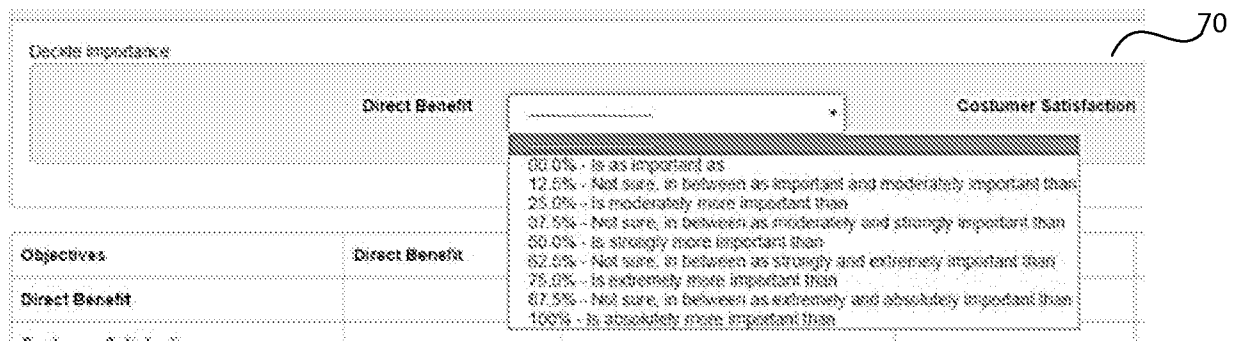 70
Decide Importance
Direct Benefit
Costumer Satisfaction
00.0% - Is as important as
12.5% - Not sure, in between as important and moderately important than
25.0% - Is moderately more important than
37.5% - Not sure, in between as moderately and strongly important than
50.0% - Is strongly more important than
62.5% - Not sure, in between as strongly and extremely important than
75.0% - Is extremely more important than
87.5% - Not sure, in between as extremely and absolutely important than
100% - Is absolutely more important than
Objectives
Direct Benefit
Direct Benefit